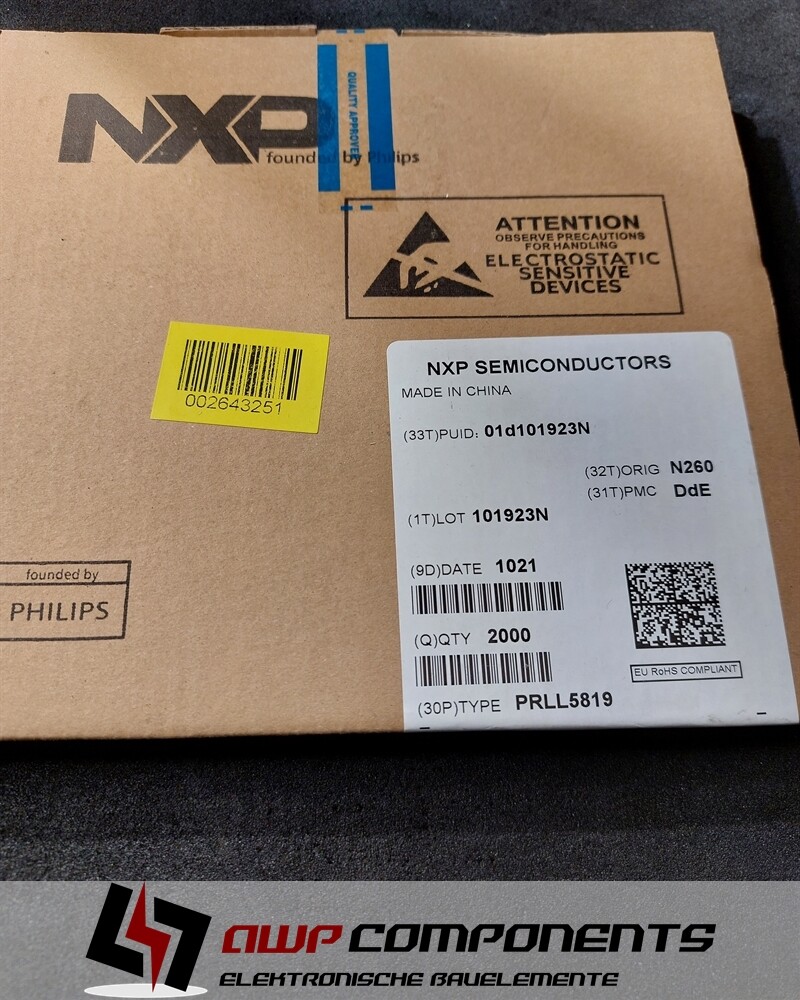 NXP
founded by Philips
QUALITY APPROVED
ATTENTION
OBSERVE PRECAUTIONS
FOR HANDLING
ELECTROSTATIC
SENSITIVE
DEVICES
002643251
NXP SEMICONDUCTORS
MADE IN CHINA
(33T)PUID: 01d101923N
(32T)ORIG N260
(31T)PMC DdE
(1T)LOT 101923N
(9D)DATE 1021
(Q)QTY 2000
EU RoHS COMPLIANT
(30P)TYPE PRLL5819
founded by
PHILIPS
AWP COMPONENTS
ELEKTRONISCHE BAUELEMENTE